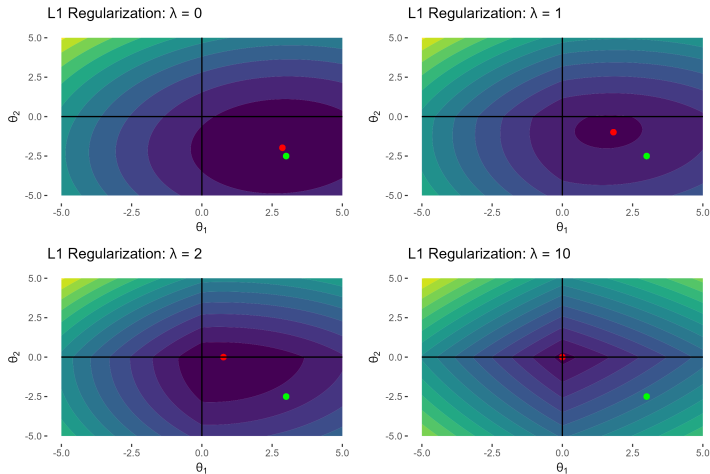 L1 Regularization: λ = 0
5.0
2.5
0.0
-2.5
-5.0
θ2
-5.0 -2.5 0.0 2.5 5.0
θ1
L1 Regularization: λ = 1
5.0
2.5
0.0
-2.5
-5.0
θ2
-5.0 -2.5 0.0 2.5 5.0
θ1
L1 Regularization: λ = 2
5.0
2.5
0.0
-2.5
-5.0
θ2
-5.0 -2.5 0.0 2.5 5.0
θ1
L1 Regularization: λ = 10
5.0
2.5
0.0
-2.5
-5.0
θ2
-5.0 -2.5 0.0 2.5 5.0
θ1